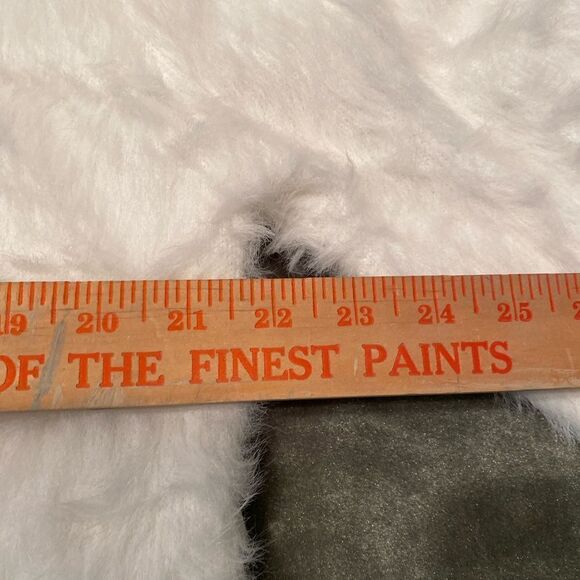 19 20 21 22 23 24 25
OF THE FINEST PAINTS